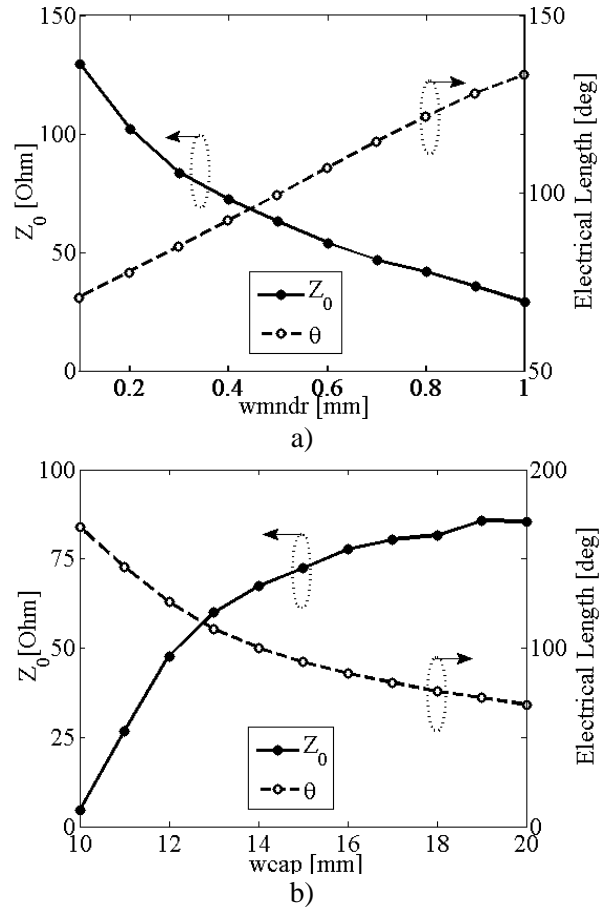 150
150
100
100
50
50
0
Z0 [Ohm]
Electrical Length [deg]
Z0
θ
0.2
0.4
0.6
0.8
1
wmndr [mm]
a)
100
200
75
50
100
25
0
0
Z0 [Ohm]
Electrical Length [deg]
Z0
θ
10
12
14
16
18
20
wcap [mm]
b)